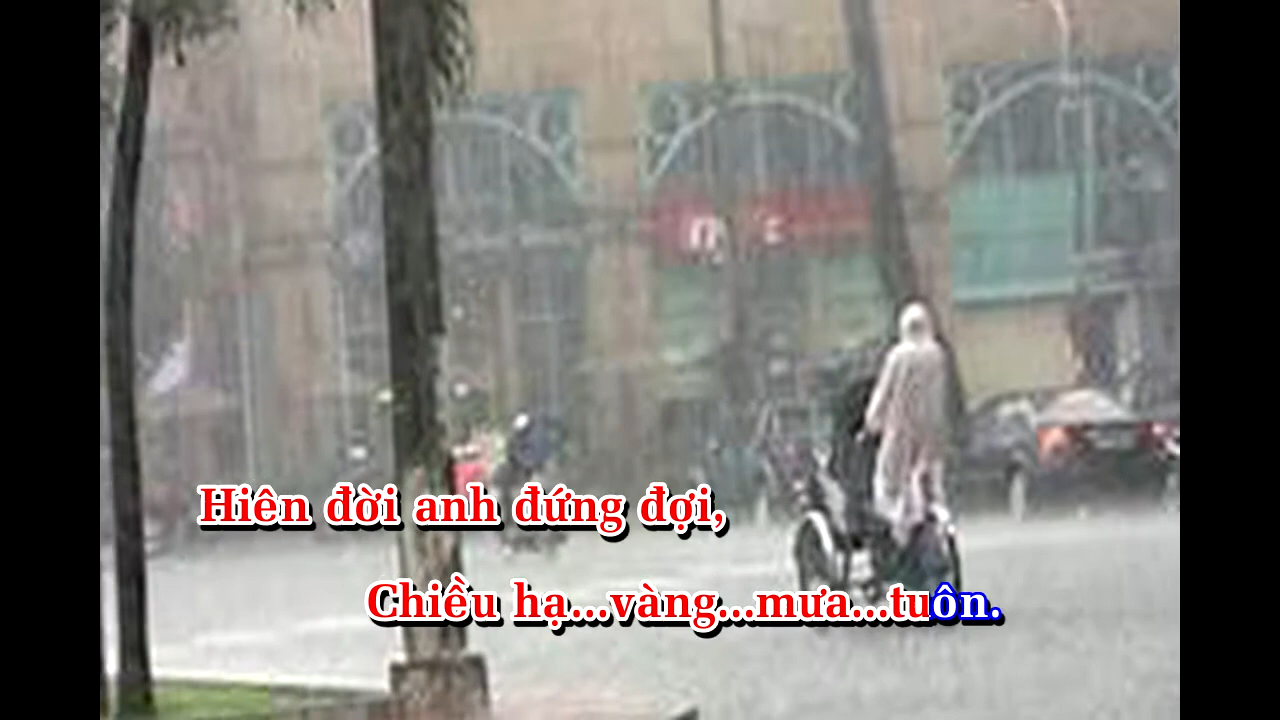 Hiên đời anh đứng đợi,
Chiều hạ...vàng...mưa...tuôn.